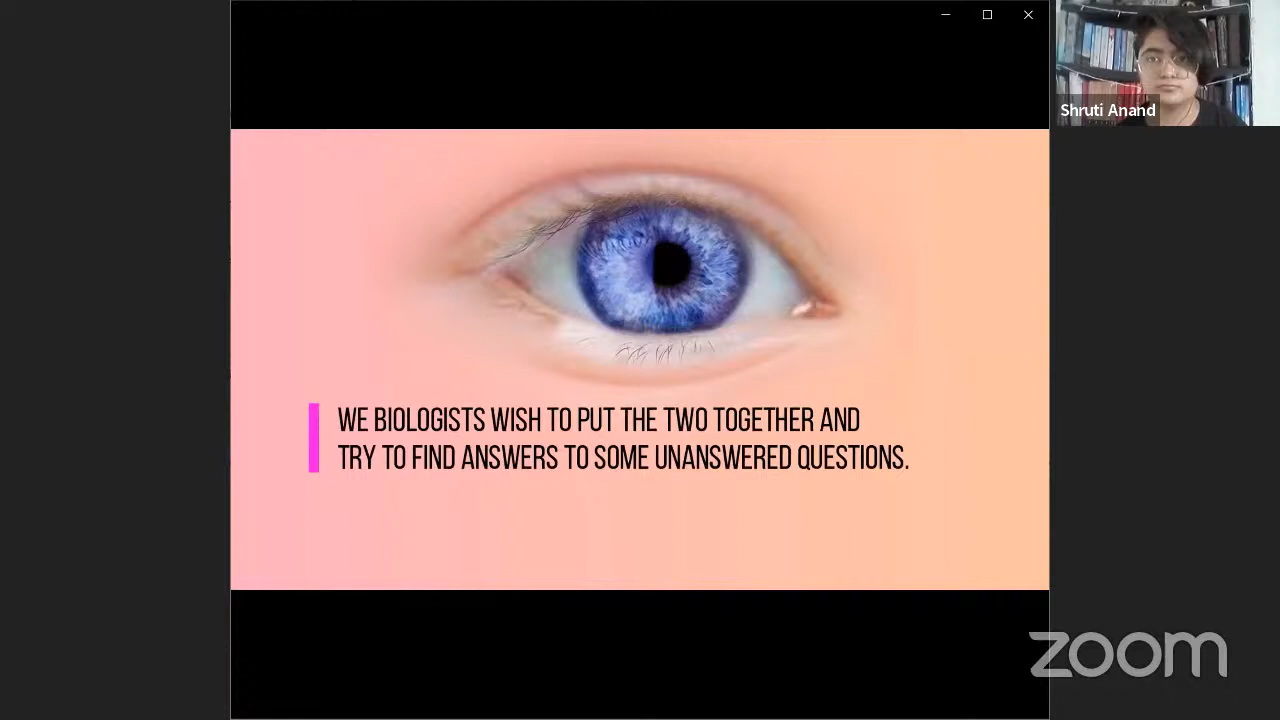 Shruti Anand
WE BIOLOGISTS WISH TO PUT THE TWO TOGETHER AND
TRY TO FIND ANSWERS TO SOME UNANSWERED QUESTIONS.
zoom